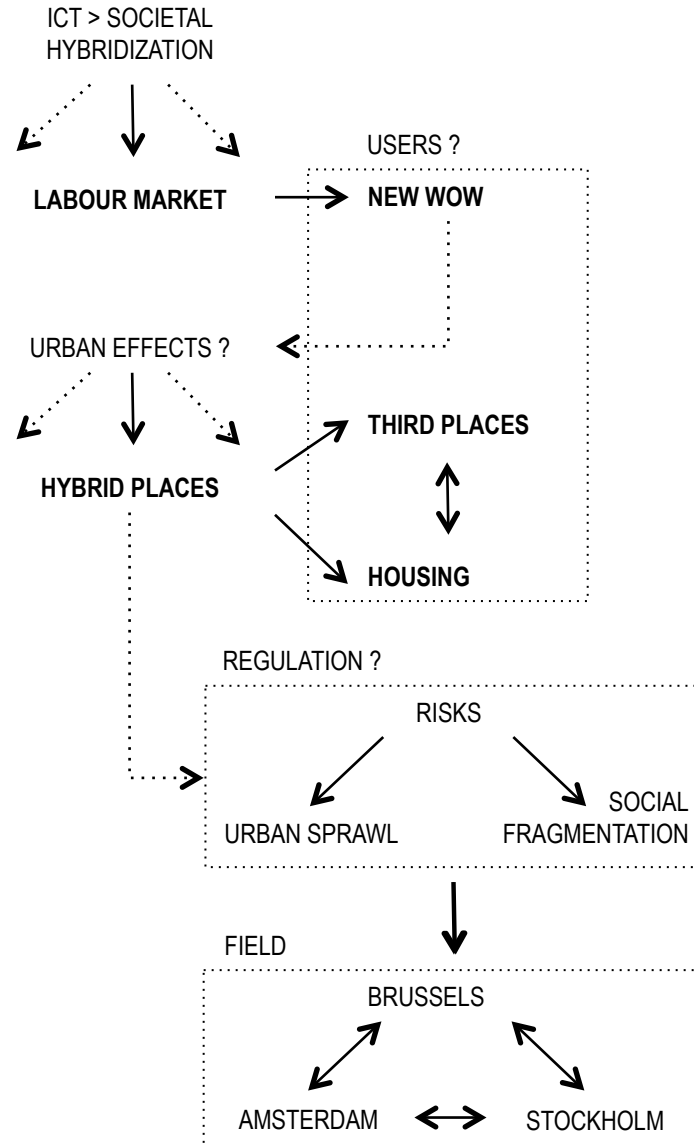 ICT > SOCIETAL
HYBRIDIZATION
USERS ?
LABOUR MARKET
NEW WOW
URBAN EFFECTS ?
THIRD PLACES
HYBRID PLACES
HOUSING
REGULATION ?
RISKS
URBAN SPRAWL
SOCIAL
FRAGMENTATION
FIELD
BRUSSELS
AMSTERDAM
STOCKHOLM